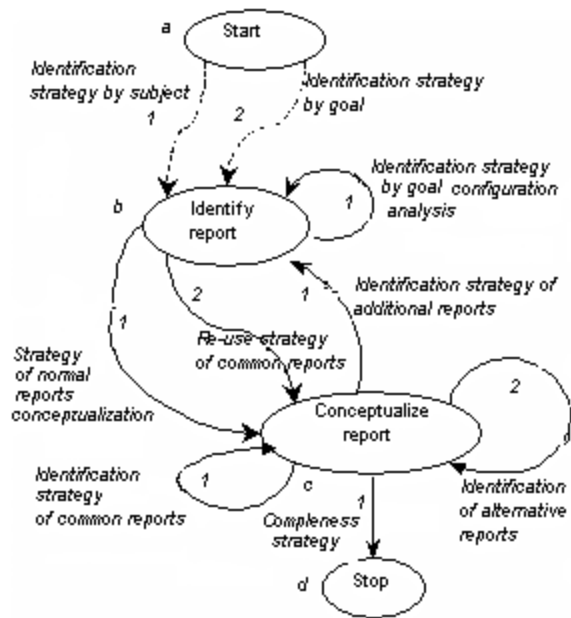 a
Start
Identification
strategy by subject
1
2
Identification strategy
by goal
b
Identify
report
1
Identification strategy
by goal configuration
analysis
1
2
1
Identification strategy of
additional reports
Re-use strategy
of common reports
Strategy
of normal
reports
conceptualization
Conceptualize
report
2
Identification
strategy
of common reports
1
c
1
Compleness
strategy
Identification
of alternative
reports
d
Stop